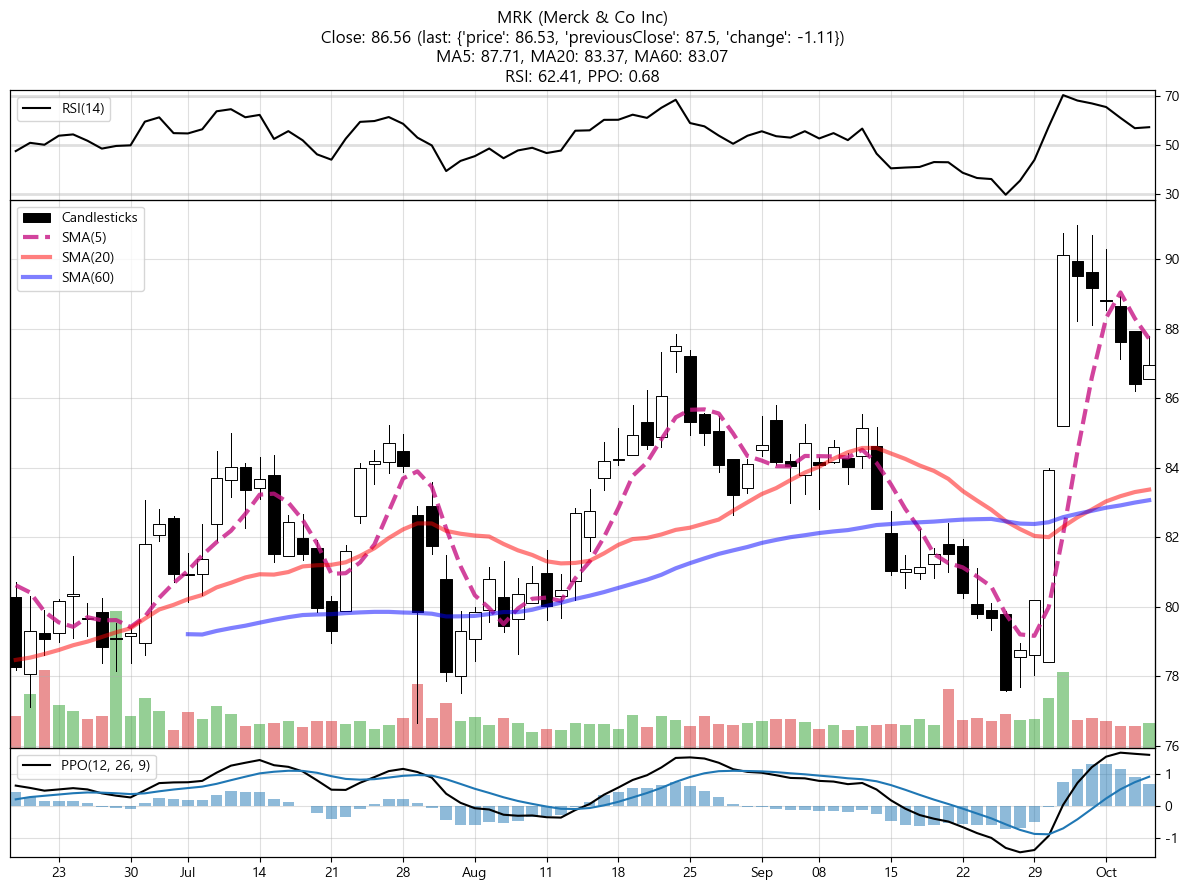 MRK (Merck & Co Inc)
Close: 86.56 (last: {'price': 86.53, 'previousClose': 87.5, 'change': -1.11})
MA5: 87.71, MA20: 83.37, MA60: 83.07
RSI: 62.41, PPO: 0.68
RSI(14)
70
50
30
Candlesticks
SMA(5)
SMA(20)
SMA(60)
90
88
86
84
82
80
78
76
PPO(12, 26, 9)
1
0
-1
23 30 Jul 14 21 28 Aug 11 18 25 Sep 08 15 22 29 Oct